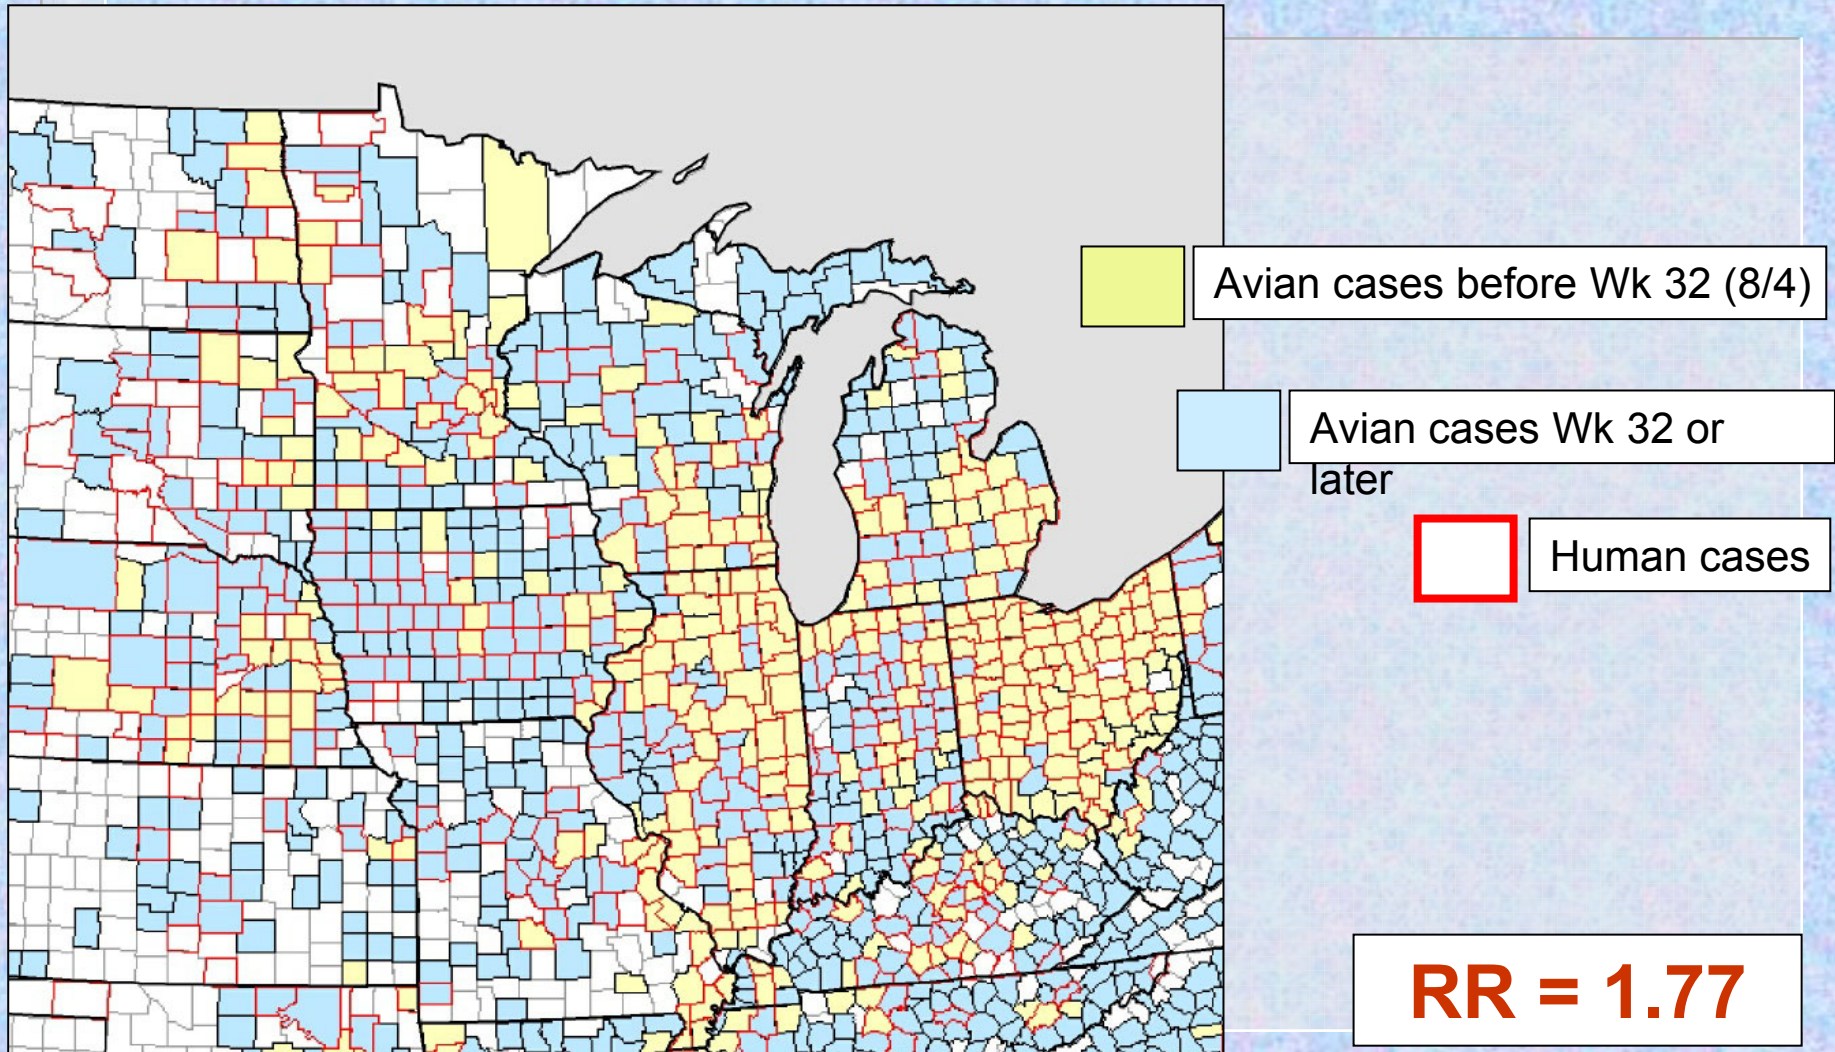 Avian cases before Wk 32 (8/4)
Avian cases Wk 32 or
later
Human cases
RR = 1.77